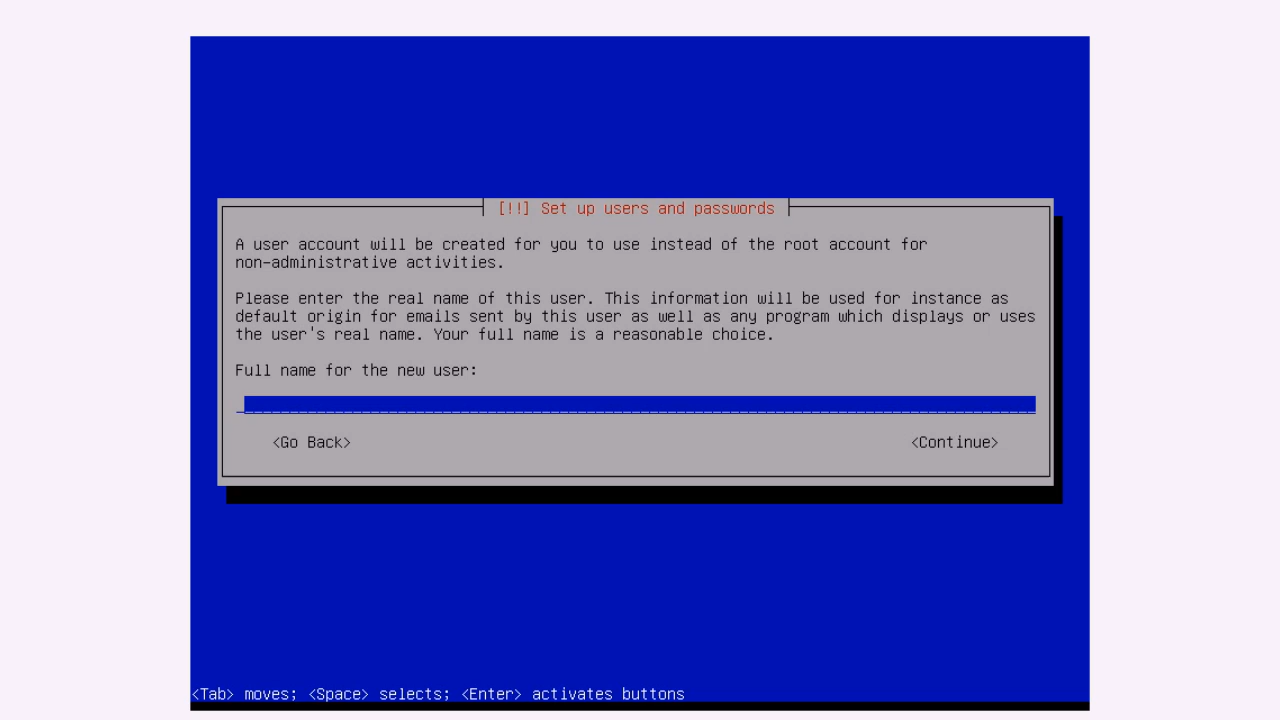 [!!] Set up users and passwords
A user account will be created for you to use instead of the root account for
non-administrative activities.
Please enter the real name of this user. This information will be used for instance as
default origin for emails sent by this user as well as any program which displays or uses
the user's real name. Your full name is a reasonable choice.
Full name for the new user:
<Go Back> <Continue>
<Tab> moves; <Space> selects; <Enter> activates buttons